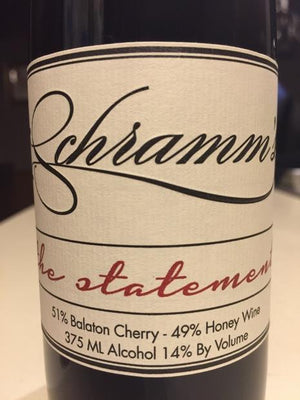 Schramm's
the statement
51% Balaton Cherry - 49% Honey Wine
375 ML Alcohol 14% By Volume